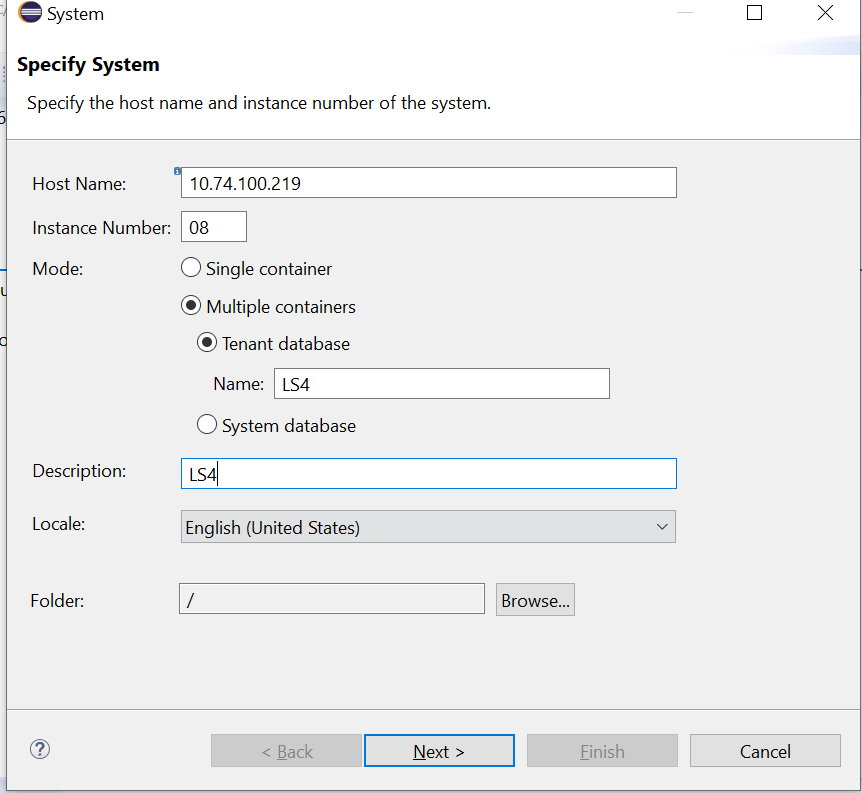 System
Specify System
Specify the host name and instance number of the system.
Host Name: 10.74.100.219
Instance Number: 08
Mode: Single container
Multiple containers
Tenant database
Name: LS4
System database
Description: LS4
Locale: English (United States)
Folder: / Browse...
? < Back Next > Finish Cancel